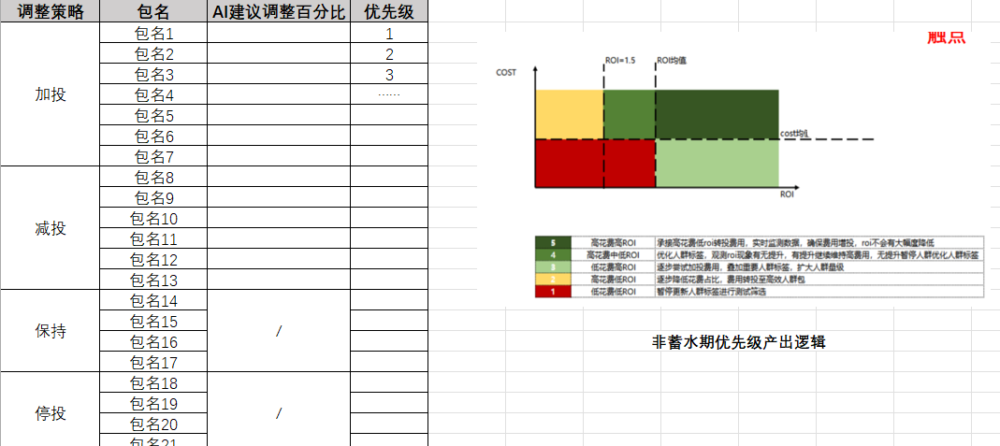 调整策略 包名 AI建议调整百分比 优先级
加投
包名1 1
包名2 2
包名3 3
包名4 ……
包名5
包名6
包名7
减投
包名8
包名9
包名10
包名11
包名12
包名13
保持
/
包名14
包名15
包名16
包名17
停投
/
包名18
包名19
包名20
包名21
触点
COST
ROI=1.5
ROI均值
cost均值
ROI
5 高花费高ROI 承接高花费低roi转投费用，实时监测数据，确保费用增投，roi不会有大幅度降低
4 高花费中低ROI 优化人群标签，观测roi现象有无提升，有提升继续维持高费用，无提升暂停人群优化人群标签
3 低花费高ROI 逐步尝试加投费用，叠加重要人群标签，扩大人群量级
2 高花费低ROI 逐步降低花费占比，费用转投至高效人群包
1 低花费低ROI 暂停更新人群标签进行测试筛选
非蓄水期优先级产出逻辑